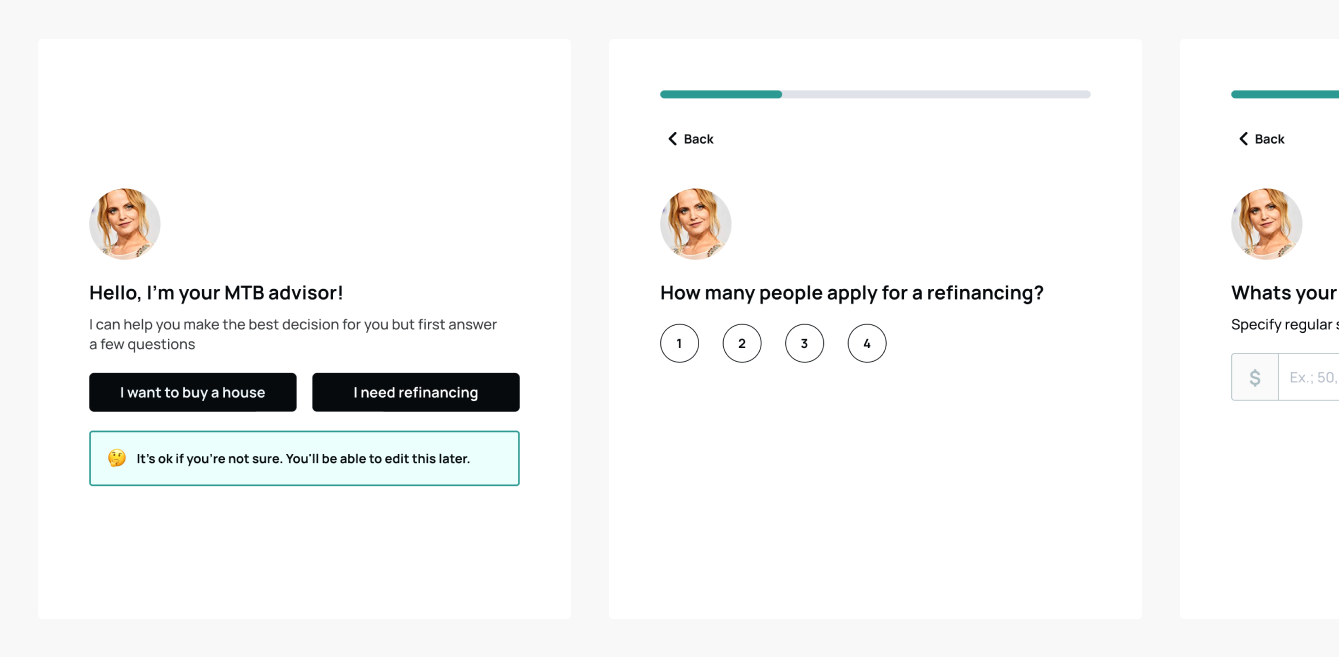 Hello, I'm your MTB advisor!
I can help you make the best decision for you but first answer
a few questions
I want to buy a house
I need refinancing
It's ok if you're not sure. You'll be able to edit this later.
Back
How many people apply for a refinancing?
1
2
3
4
Back
Whats your
Specify regular s
$
Ex.; 50,